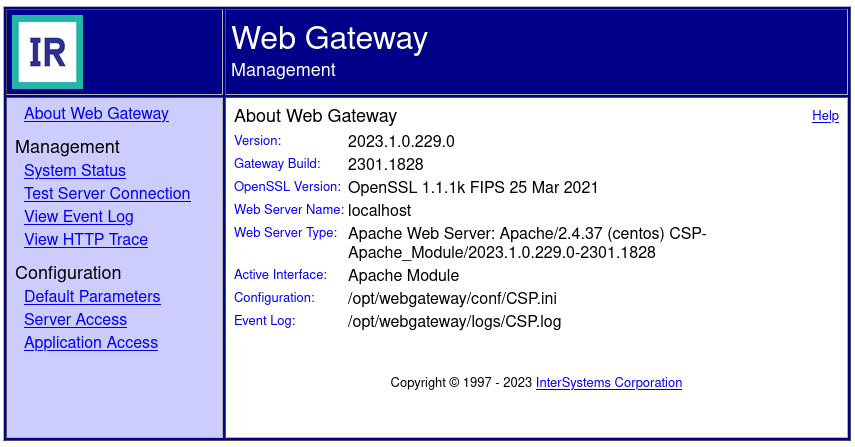 IR
Web Gateway
Management
About Web Gateway
Management
System Status
Test Server Connection
View Event Log
View HTTP Trace
Configuration
Default Parameters
Server Access
Application Access
About Web Gateway
Help
Version: 2023.1.0.229.0
Gateway Build: 2301.1828
OpenSSL Version: OpenSSL 1.1.1k FIPS 25 Mar 2021
Web Server Name: localhost
Web Server Type: Apache Web Server: Apache/2.4.37 (centos) CSP-
Apache_Module/2023.1.0.229.0-2301.1828
Active Interface: Apache Module
Configuration: /opt/webgateway/conf/CSP.ini
Event Log: /opt/webgateway/logs/CSP.log
Copyright © 1997 - 2023 InterSystems Corporation